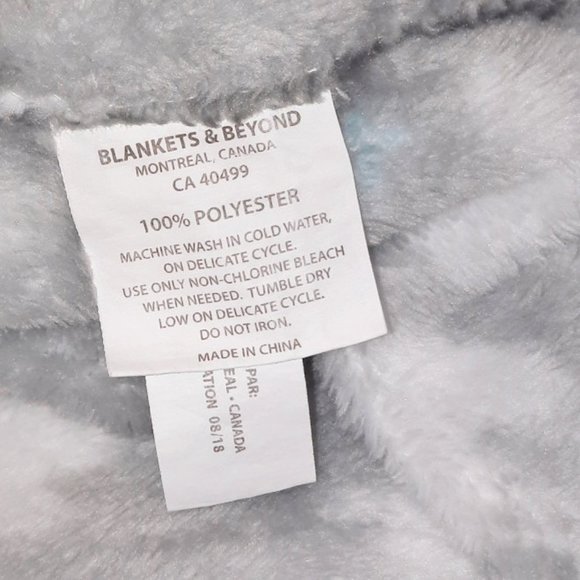 BLANKETS & BEYOND
MONTREAL, CANADA
CA 40499
100% POLYESTER
MACHINE WASH IN COLD WATER,
ON DELICATE CYCLE.
USE ONLY NON-CHLORINE BLEACH
WHEN NEEDED. TUMBLE DRY
LOW ON DELICATE CYCLE.
DO NOT IRON.
MADE IN CHINA
PAR:
EAL • CANADA
ATION 08/18